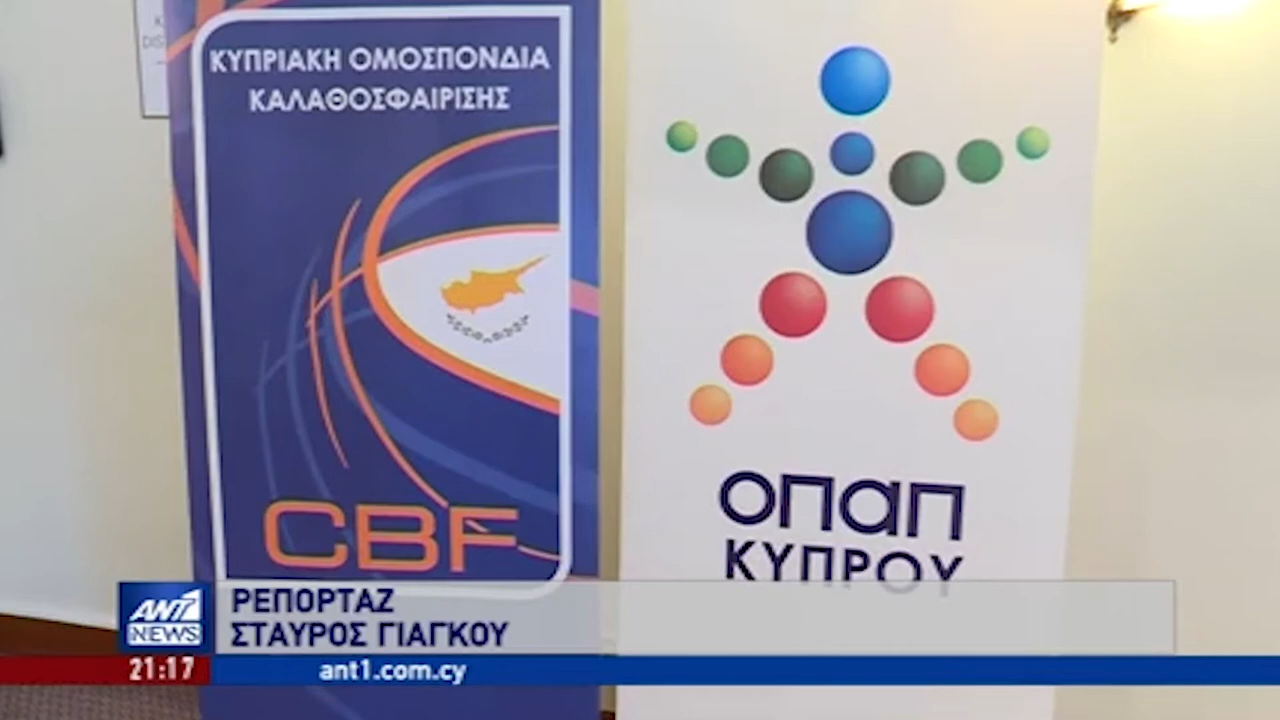 ΚΥΠΡΙΑΚΗ ΟΜΟΣΠΟΝΔΙΑ
ΚΑΛΑΘΟΣΦΑΙΡΙΣΗΣ
CBF
οπαπ
ΚΥΠΡΟΥ
ANT1
NEWS
ΡΕΠΟΡΤΑΖ
ΣΤΑΥΡΟΣ ΓΙΑΓΚΟΥ
21:17
ant1.com.cy